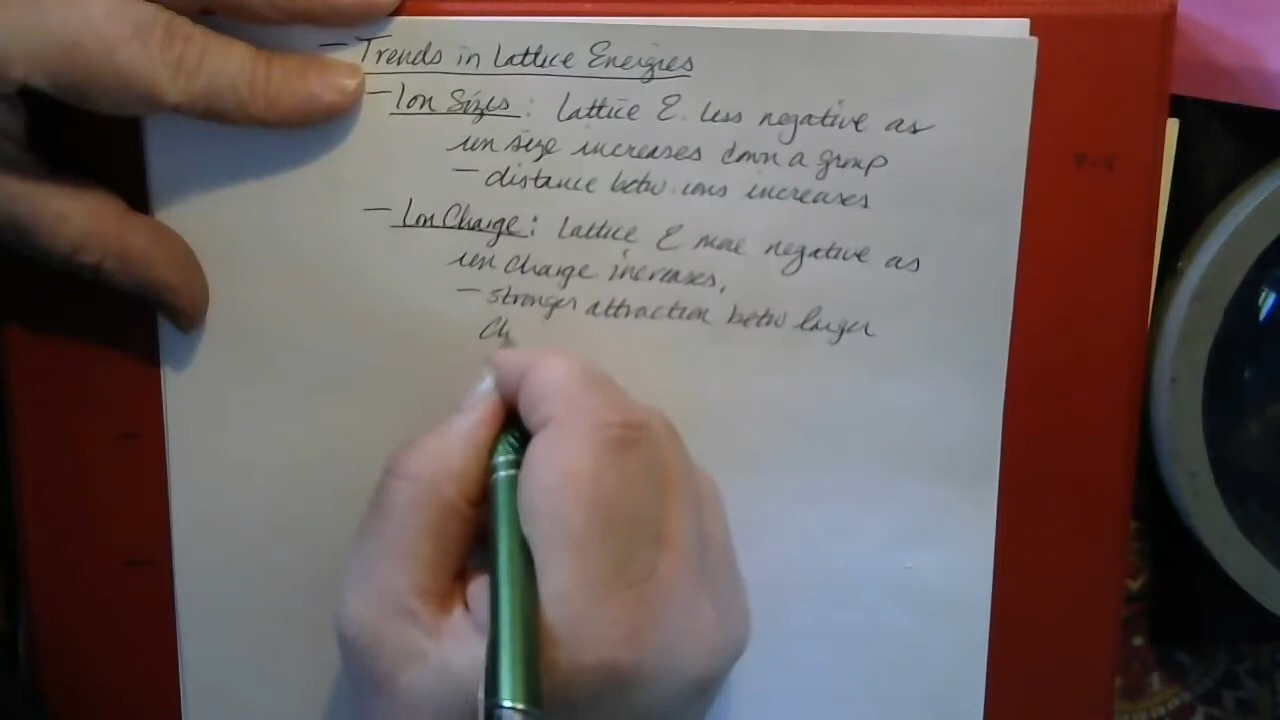 - Trends in Lattice Energies
- Ion Sizes: Lattice E. less negative as
ion size increases down a group
- distance betw. ions increases
- Ion Charge: Lattice E more negative as
ion charge increases,
- stronger attraction betw larger
Ch